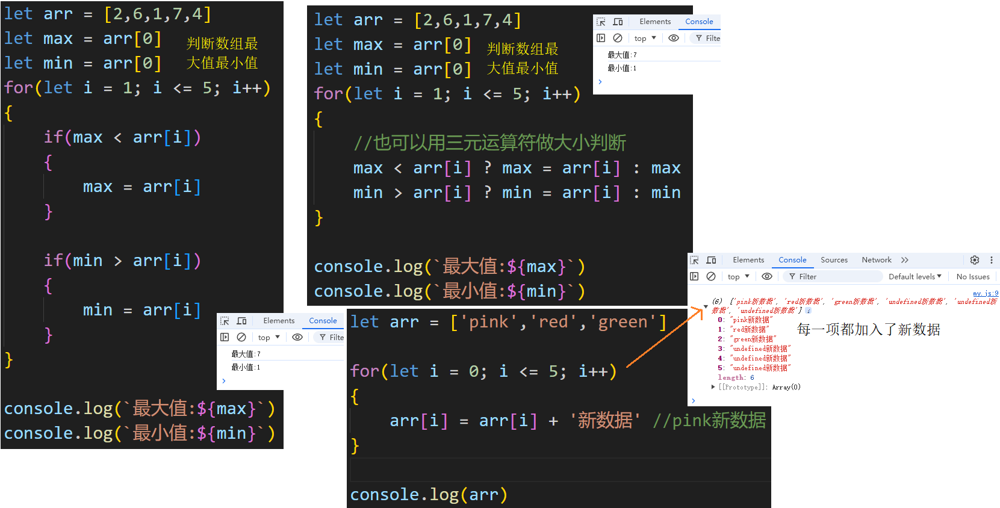 let arr = [2,6,1,7,4]
let max = arr[0]
let min = arr[0]
判断数组最
大值最小值
for(let i = 1; i <= 5; i++)
{
if(max < arr[i])
{
max = arr[i]
}
if(min > arr[i])
{
min = arr[i]
}
}
console.log(`最大值:${max}`)
console.log(`最小值:${min}`)
Elements Console
top Filte
最大值:7
最小值:1
let arr = [2,6,1,7,4]
let max = arr[0]
let min = arr[0]
判断数组最
大值最小值
for(let i = 1; i <= 5; i++)
{
//也可以用三元运算符做大小判断
max < arr[i] ? max = arr[i] : max
min > arr[i] ? min = arr[i] : min
}
console.log(`最大值:${max}`)
console.log(`最小值:${min}`)
Elements Console
top Filte
最大值:7
最小值:1
let arr = ['pink','red','green']
for(let i = 0; i <= 5; i++)
{
arr[i] = arr[i] + '新数据' //pink新数据
}
console.log(arr)
Elements Console Sources Network
top Filter Default levels No Issues
my.js:9
(6) ['pink新数据', 'red新数据', 'green新数据', 'undefined新数据', 'undefined新
数据', 'undefined新数据']
0: "pink新数据"
1: "red新数据"
2: "green新数据"
3: "undefined新数据"
4: "undefined新数据"
5: "undefined新数据"
length: 6
[[Prototype]]: Array(0)
每一项都加入了新数据